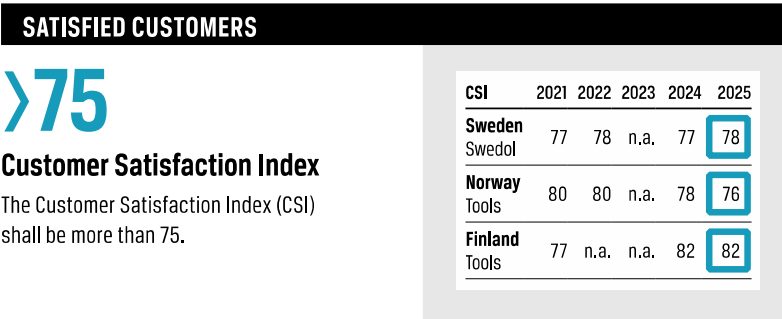 SATISFIED CUSTOMERS
›75
Customer Satisfaction Index
The Customer Satisfaction Index (CSI)
shall be more than 75.
CSI 2021 2022 2023 2024 2025
Sweden
Swedol 77 78 n.a. 77 78
Norway
Tools 80 80 n.a. 78 76
Finland
Tools 77 n.a. n.a. 82 82